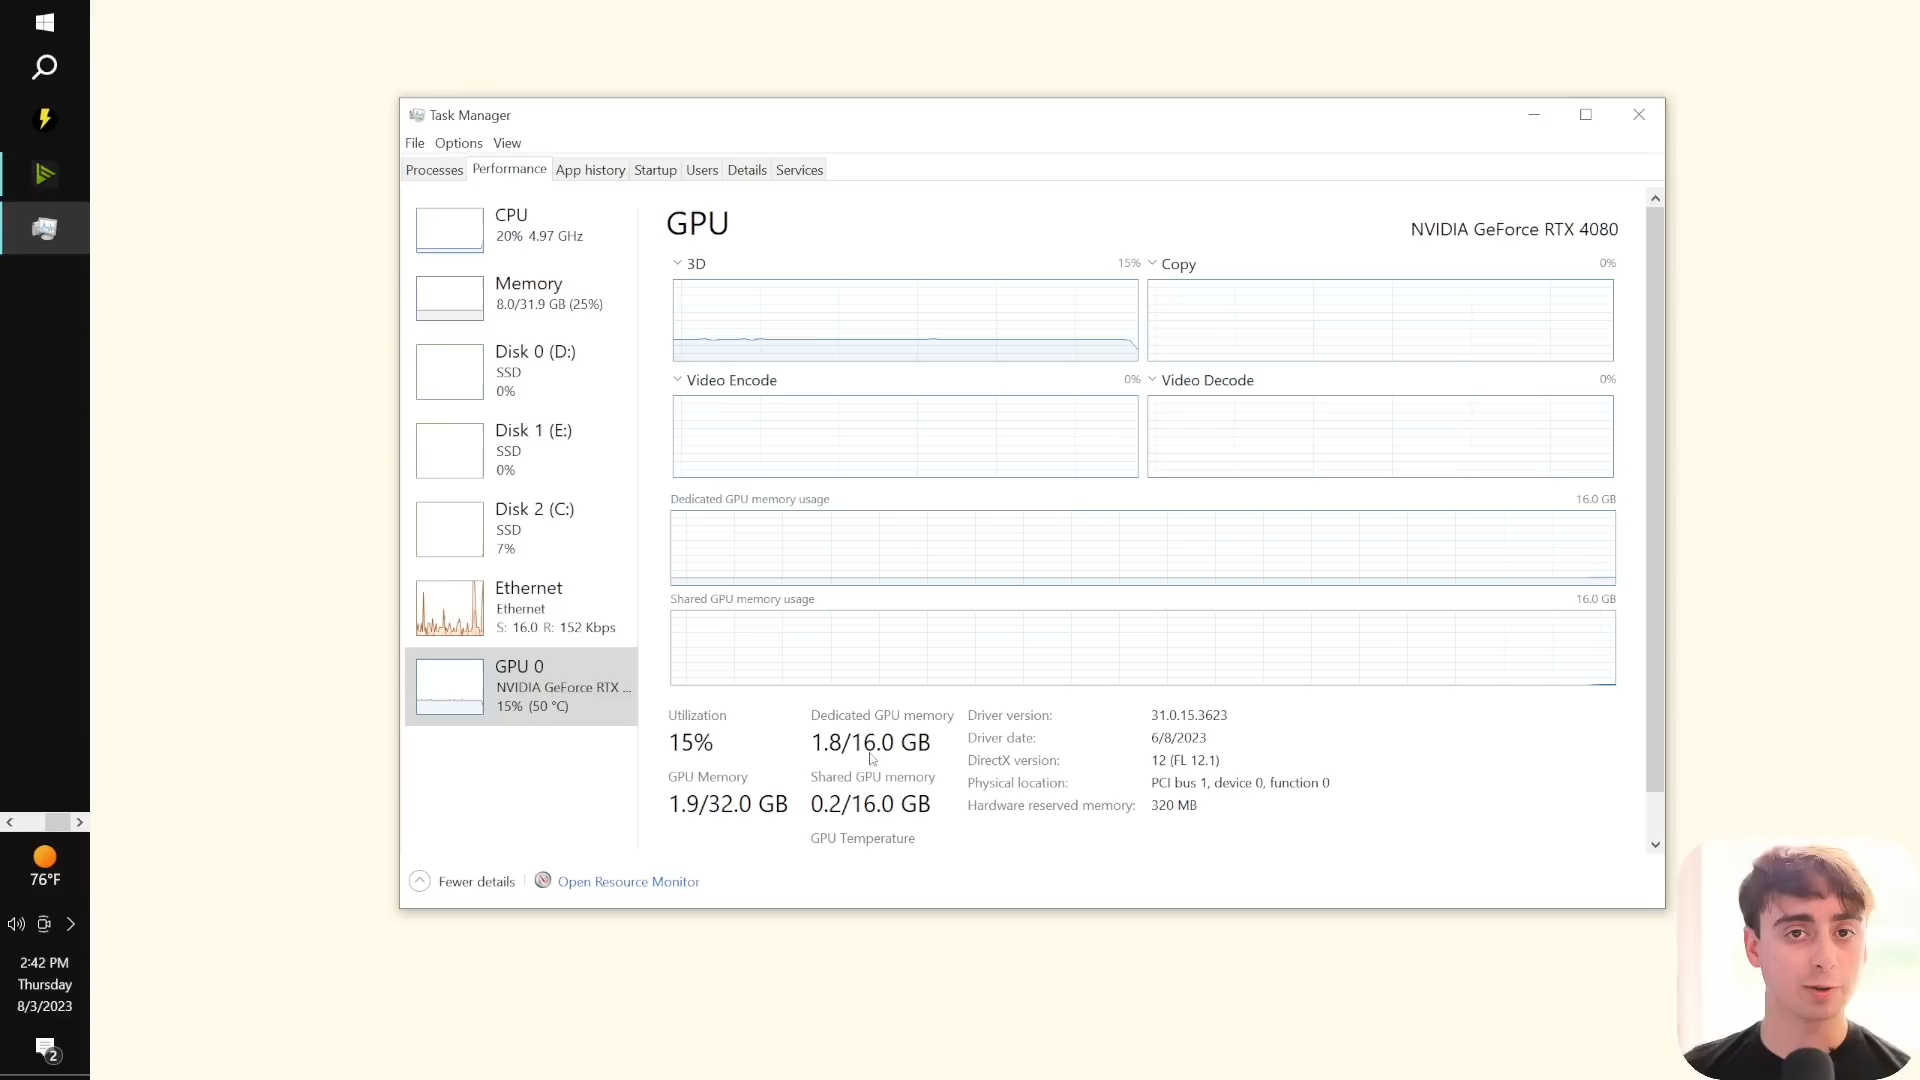 Task Manager
File Options View
Processes Performance App history Startup Users Details Services
CPU
20% 4.97 GHz
Memory
8.0/31.9 GB (25%)
Disk 0 (D:)
SSD
0%
Disk 1 (E:)
SSD
0%
Disk 2 (C:)
SSD
7%
Ethernet
Ethernet
S: 16.0 R: 152 Kbps
GPU 0
NVIDIA GeForce RTX ...
15% (50 °C)
GPU
NVIDIA GeForce RTX 4080
3D 15% Copy 0%
Video Encode 0% Video Decode 0%
Dedicated GPU memory usage 16.0 GB
Shared GPU memory usage 16.0 GB
Utilization
15%
GPU Memory
1.9/32.0 GB
Dedicated GPU memory
1.8/16.0 GB
Shared GPU memory
0.2/16.0 GB
GPU Temperature
Driver version: 31.0.15.3623
Driver date: 6/8/2023
DirectX version: 12 (FL 12.1)
Physical location: PCI bus 1, device 0, function 0
Hardware reserved memory: 320 MB
Fewer details Open Resource Monitor
76°F
2:42 PM
Thursday
8/3/2023
2